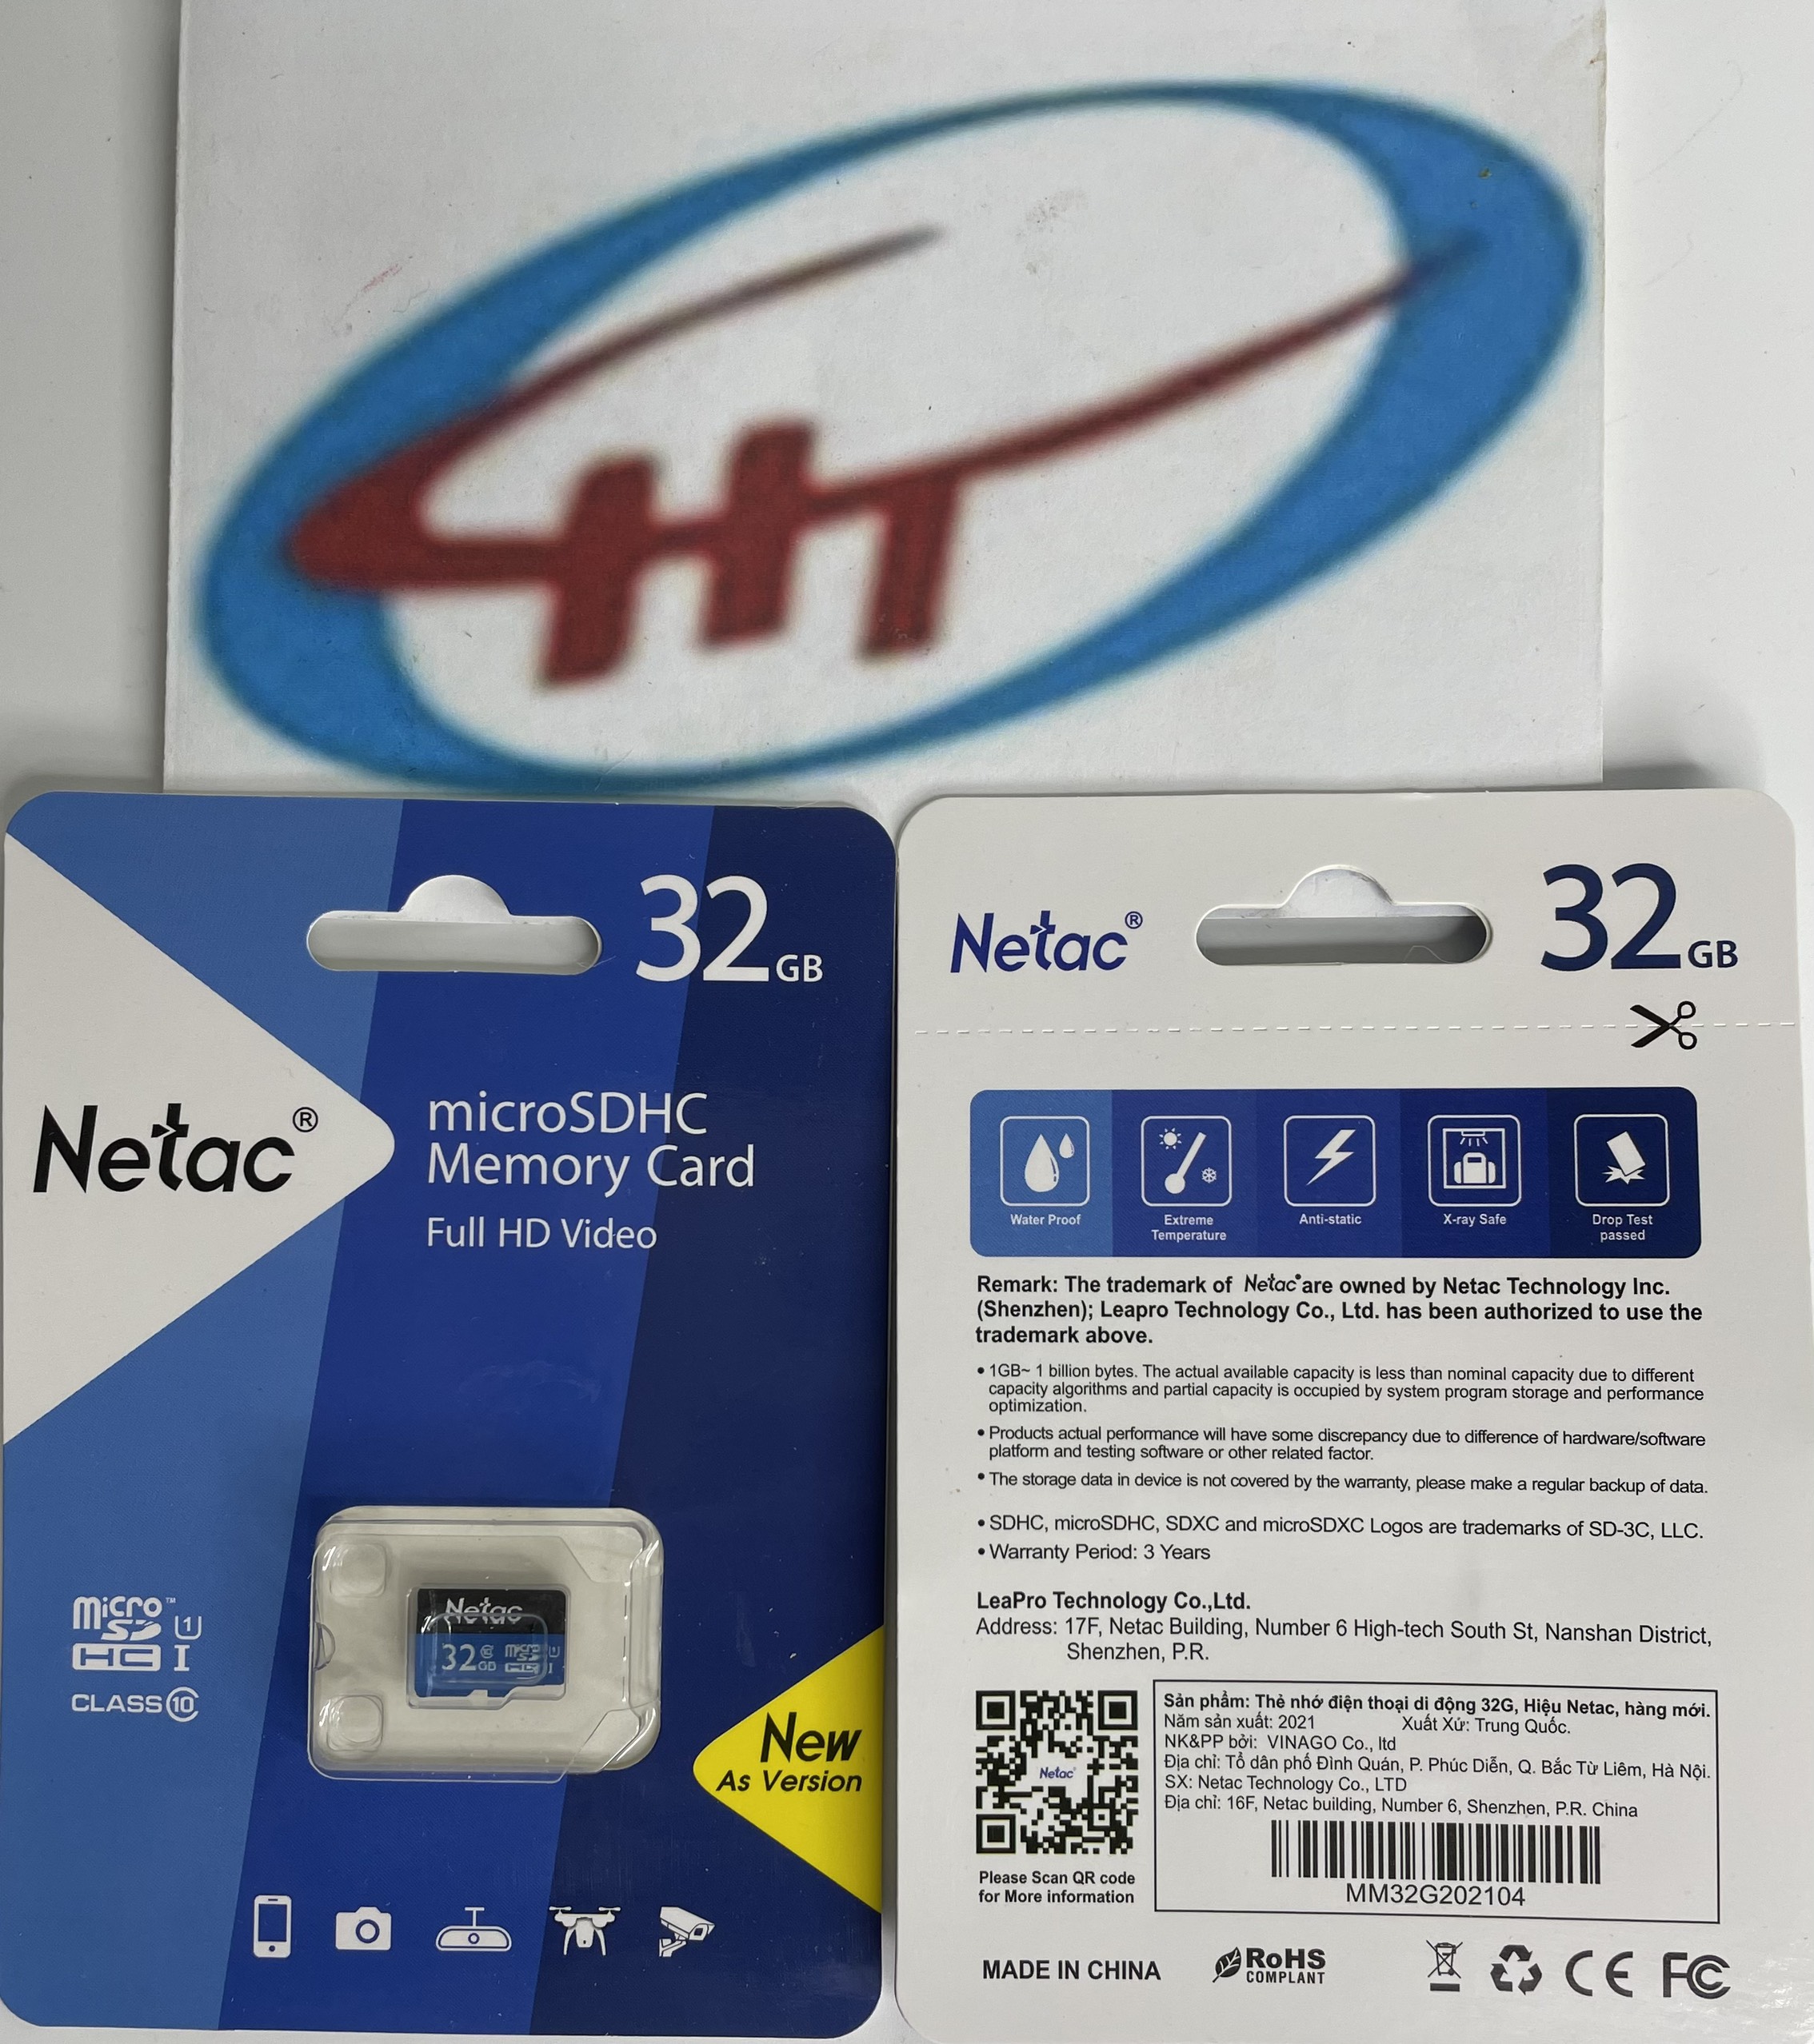 HT
32GB
Netac®
microSDHC
Memory Card
Full HD Video
micro™
SD
HC I
U1
CLASS 10
Netac
32GB 10 micro SD HC I U1
New
As Version
Netac®
32GB
Water Proof
Extreme
Temperature
Anti-static
X-ray Safe
Drop Test
passed
Remark: The trademark of Netac® are owned by Netac Technology Inc.
(Shenzhen); Leapro Technology Co., Ltd. has been authorized to use the
trademark above.
• 1GB~ 1 billion bytes. The actual available capacity is less than nominal capacity due to different
capacity algorithms and partial capacity is occupied by system program storage and performance
optimization.
• Products actual performance will have some discrepancy due to difference of hardware/software
platform and testing software or other related factor.
• The storage data in device is not covered by the warranty, please make a regular backup of data.
• SDHC, microSDHC, SDXC and microSDXC Logos are trademarks of SD-3C, LLC.
• Warranty Period: 3 Years
LeaPro Technology Co.,Ltd.
Address: 17F, Netac Building, Number 6 High-tech South St, Nanshan District,
Shenzhen, P.R.
Netac
Please Scan QR code
for More information
Sản phẩm: Thẻ nhớ điện thoại di động 32G, Hiệu Netac, hàng mới.
Năm sản xuất: 2021 Xuất Xứ: Trung Quốc.
NK&PP bởi: VINAGO Co., ltd
Địa chỉ: Tổ dân phố Đình Quán, P. Phúc Diễn, Q. Bắc Từ Liêm, Hà Nội.
SX: Netac Technology Co., LTD
Địa chỉ: 16F, Netac building, Number 6, Shenzhen, P.R. China
MM32G202104
MADE IN CHINA
RoHS
COMPLIANT
CE FC